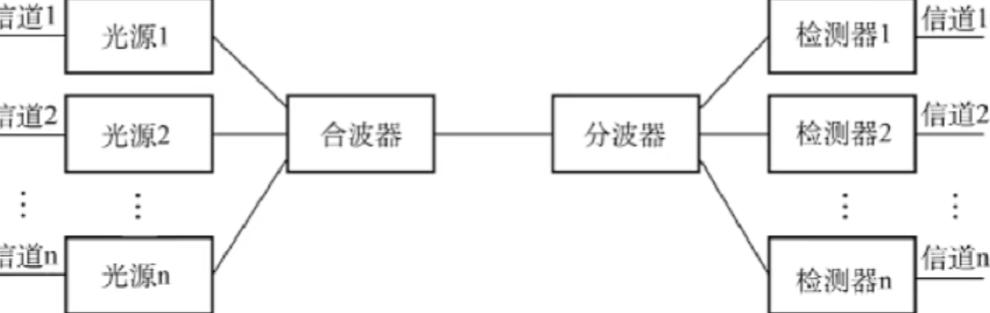 信道1
光源1
检测器1
信道1
信道2
光源2
合波器
分波器
检测器2
信道2
⋮
⋮
⋮
⋮
信道n
光源n
检测器n
信道n